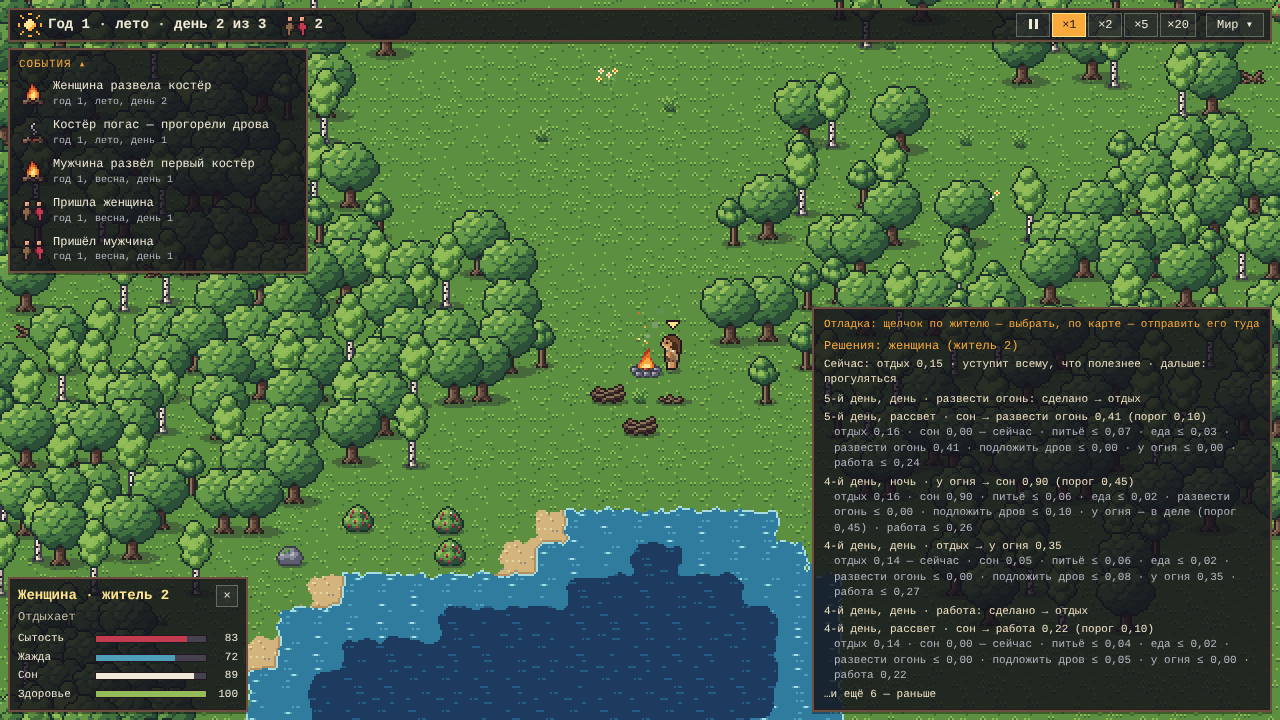 Год 1 · лето · день 2 из 3 2
×1 ×2 ×5 ×20 Мир ▾
СОБЫТИЯ ▴
Женщина развела костёр
год 1, лето, день 2
Костёр погас — прогорели дрова
год 1, лето, день 1
Мужчина развёл первый костёр
год 1, весна, день 1
Пришла женщина
год 1, весна, день 1
Пришёл мужчина
год 1, весна, день 1
Отладка: щелчок по жителю — выбрать, по карте — отправить его туда
Решения: женщина (житель 2)
Сейчас: отдых 0,15 · уступит всему, что полезнее · дальше:
прогуляться
5-й день, день · развести огонь: сделано → отдых
5-й день, рассвет · сон → развести огонь 0,41 (порог 0,10)
отдых 0,16 · сон 0,00 — сейчас · питьё ≤ 0,07 · еда ≤ 0,03 ·
развести огонь 0,41 · подложить дров ≤ 0,00 · у огня ≤ 0,00 ·
работа ≤ 0,24
4-й день, ночь · у огня → сон 0,90 (порог 0,45)
отдых 0,16 · сон 0,90 · питьё ≤ 0,06 · еда ≤ 0,02 · развести
огонь ≤ 0,00 · подложить дров ≤ 0,10 · у огня — в деле (порог
0,45) · работа ≤ 0,26
4-й день, день · отдых → у огня 0,35
отдых 0,14 — сейчас · сон 0,05 · питьё ≤ 0,06 · еда ≤ 0,02 ·
развести огонь ≤ 0,00 · подложить дров ≤ 0,08 · у огня 0,35 ·
работа ≤ 0,27
4-й день, день · работа: сделано → отдых
4-й день, рассвет · сон → работа 0,22 (порог 0,10)
отдых 0,14 · сон 0,00 — сейчас · питьё ≤ 0,04 · еда ≤ 0,02 ·
развести огонь ≤ 0,00 · подложить дров ≤ 0,05 · у огня ≤ 0,00 ·
работа 0,22
…и ещё 6 — раньше
Женщина · житель 2 ×
Отдыхает
Сытость 83
Жажда 72
Сон 89
Здоровье 100